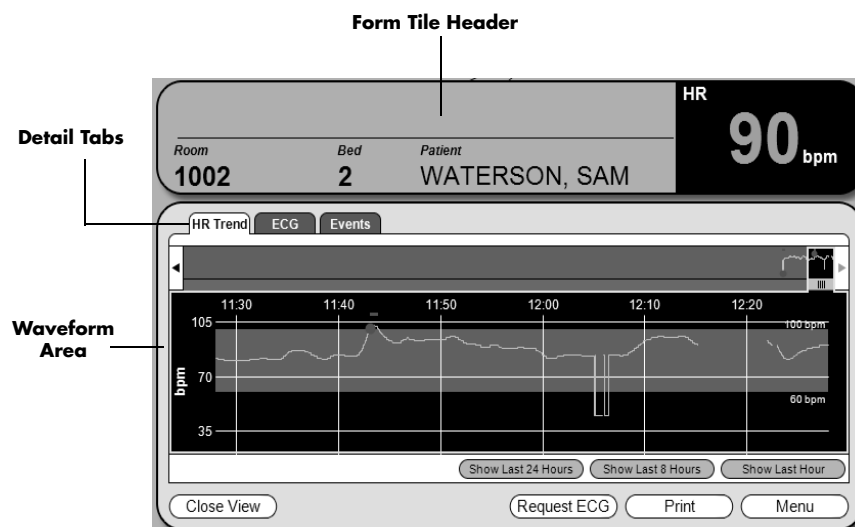 Form Tile Header
HR
Detail Tabs
Room Bed Patient
1002 2 WATERSON, SAM
90 bpm
HR Trend ECG Events
11:30 11:40 11:50 12:00 12:10 12:20
Waveform
Area
105
100 bpm
bpm
70
60 bpm
35
Show Last 24 Hours Show Last 8 Hours Show Last Hour
Close View Request ECG Print Menu